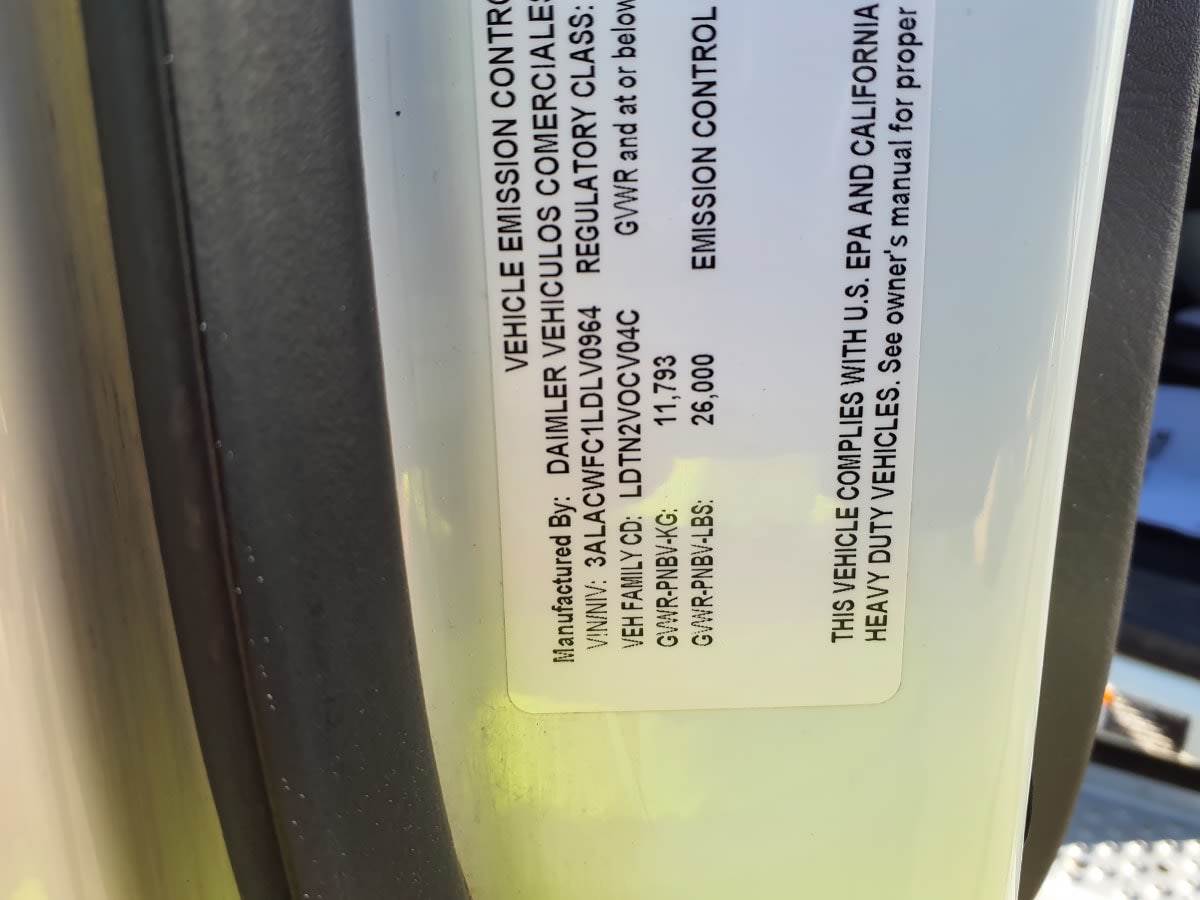 VEHICLE EMISSION CONTRO
Manufactured By: DAIMLER VEHICULOS COMERCIALES
VIN/NIV: 3ALACWFC1LDLV0964 REGULATORY CLASS:
VEH FAMILY CD: LDTN2VOCV04C GVWR and at or below
GVWR-PNBV-KG: 11,793
GVWR-PNBV-LBS: 26,000 EMISSION CONTROL
THIS VEHICLE COMPLIES WITH U.S. EPA AND CALIFORNIA
HEAVY DUTY VEHICLES. See owner's manual for proper